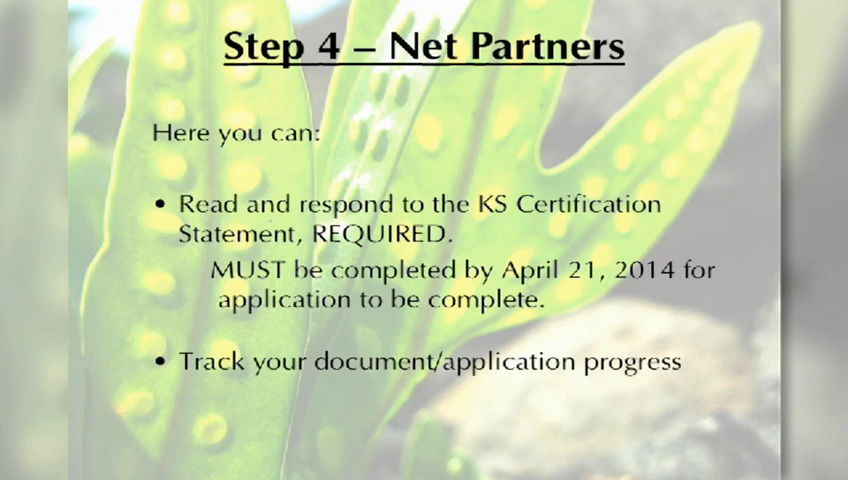 Step 4 – Net Partners
Here you can:
• Read and respond to the KS Certification
Statement, REQUIRED.
MUST be completed by April 21, 2014 for
application to be complete.
• Track your document/application progress